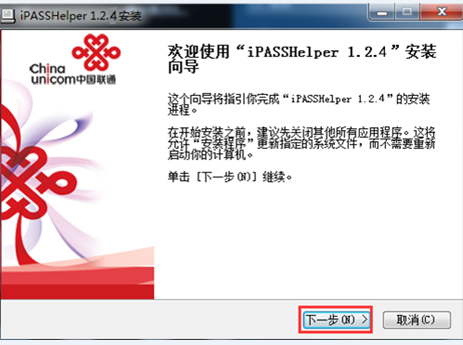 iPASSHelper 1.2.4 安装
China
unicom中国联通
欢迎使用“iPASSHelper 1.2.4”安装
向导
这个向导将指引你完成“iPASSHelper 1.2.4”的安装
进程。
在开始安装之前，建议先关闭其他所有应用程序。这将
允许“安装程序”更新指定的系统文件，而不需要重新
启动你的计算机。
单击 [下一步(N)] 继续。
下一步(N) >
取消(C)